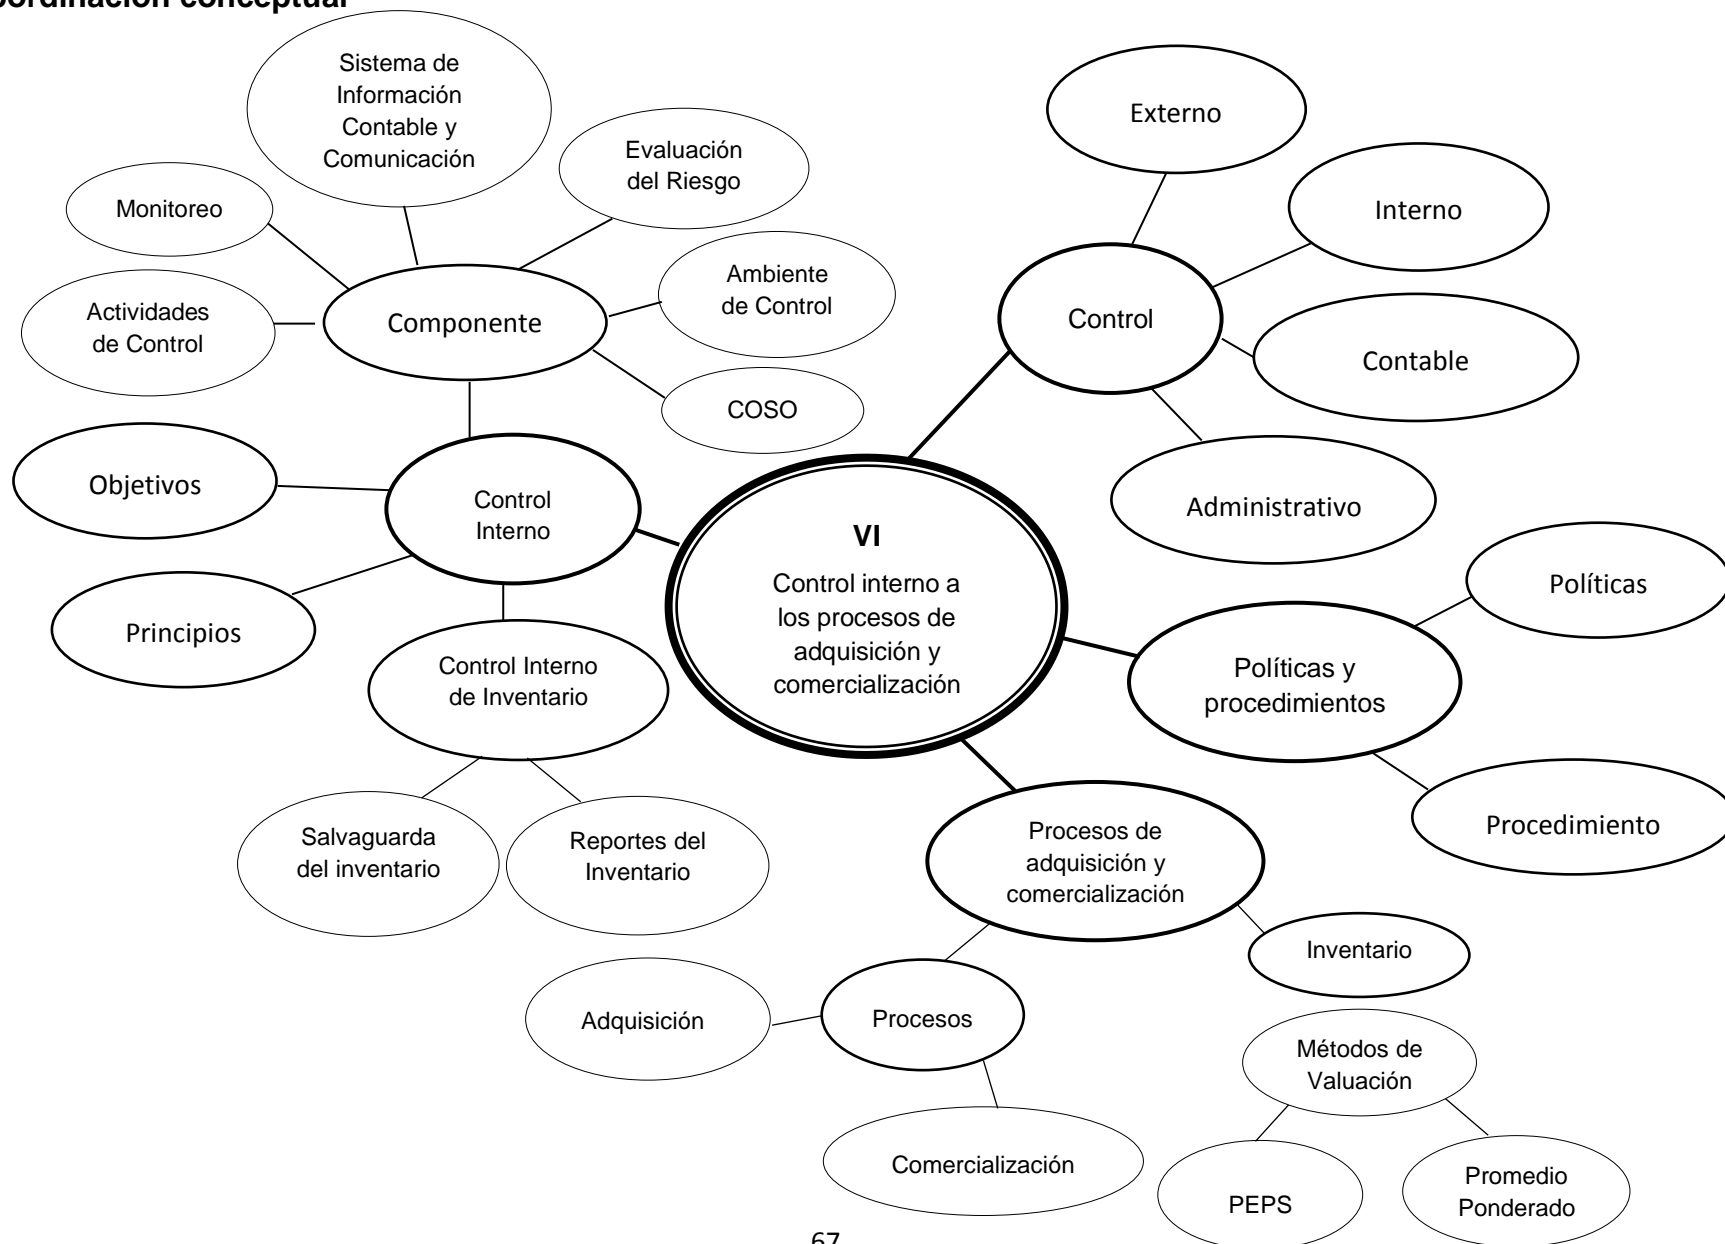 ordinación conceptual
Sistema de
Información
Contable y
Comunicación
Evaluación
del Riesgo
Monitoreo
Ambiente
de Control
Actividades
de Control
Componente
COSO
Objetivos
Control
Interno
Principios
Control Interno
de Inventario
Salvaguarda
del inventario
Reportes del
Inventario
VI
Control interno a
los procesos de
adquisición y
comercialización
Externo
Interno
Control
Contable
Administrativo
Políticas
Políticas y
procedimientos
Procedimiento
Procesos de
adquisición y
comercialización
Inventario
Procesos
Adquisición
Comercialización
Métodos de
Valuación
PEPS
Promedio
Ponderado
67